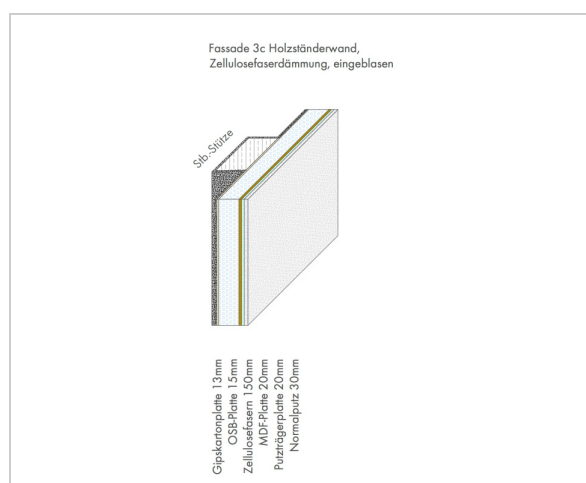 Fassade 3c Holzständerwand,
Zellulosefaserdämmung, eingeblasen
Stb.-Stütze
Gipskartonplatte 13mm
OSB-Platte 15mm
Zellulosefasern 150mm
MDF-Platte 20mm
Putzträgerplatte 20mm
Normalputz 30mm